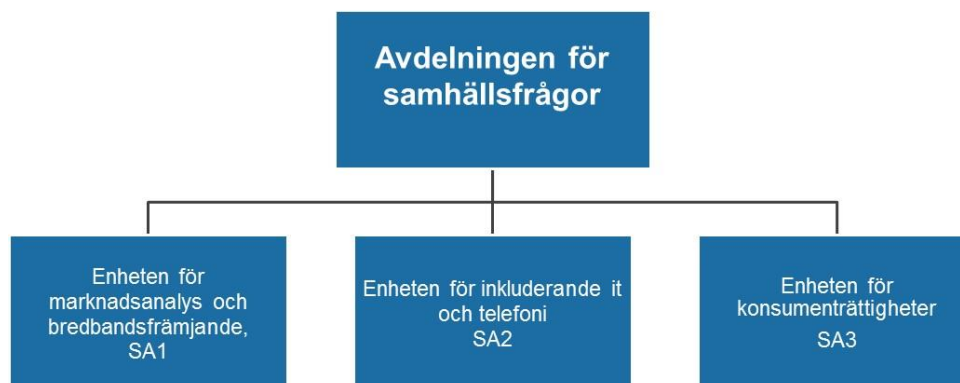 Avdelningen för
samhällsfrågor
Enheten för
marknadsanalys och
bredbandsfrämjande,
SA1
Enheten för inkluderande it
och telefoni
SA2
Enheten för
konsumenträttigheter
SA3